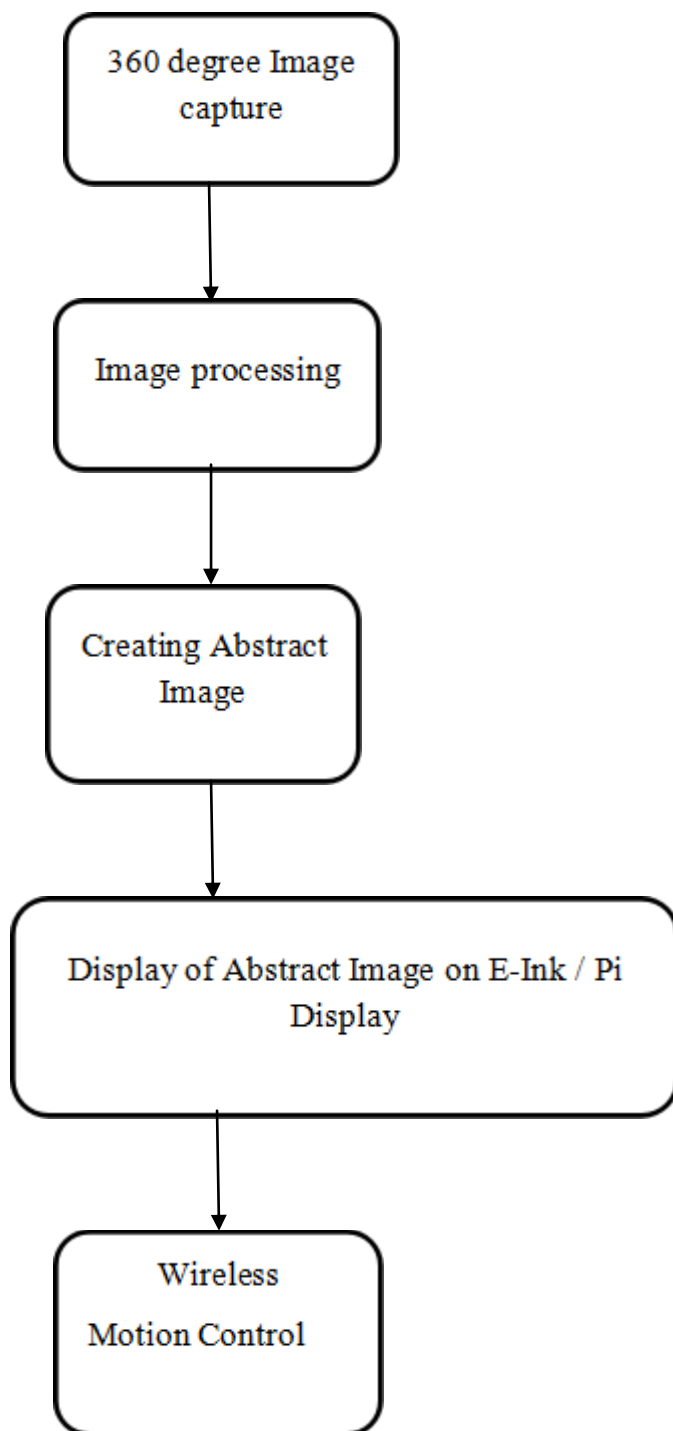 360 degree Image
capture
Image processing
Creating Abstract
Image
Display of Abstract Image on E-Ink / Pi
Display
Wireless
Motion Control